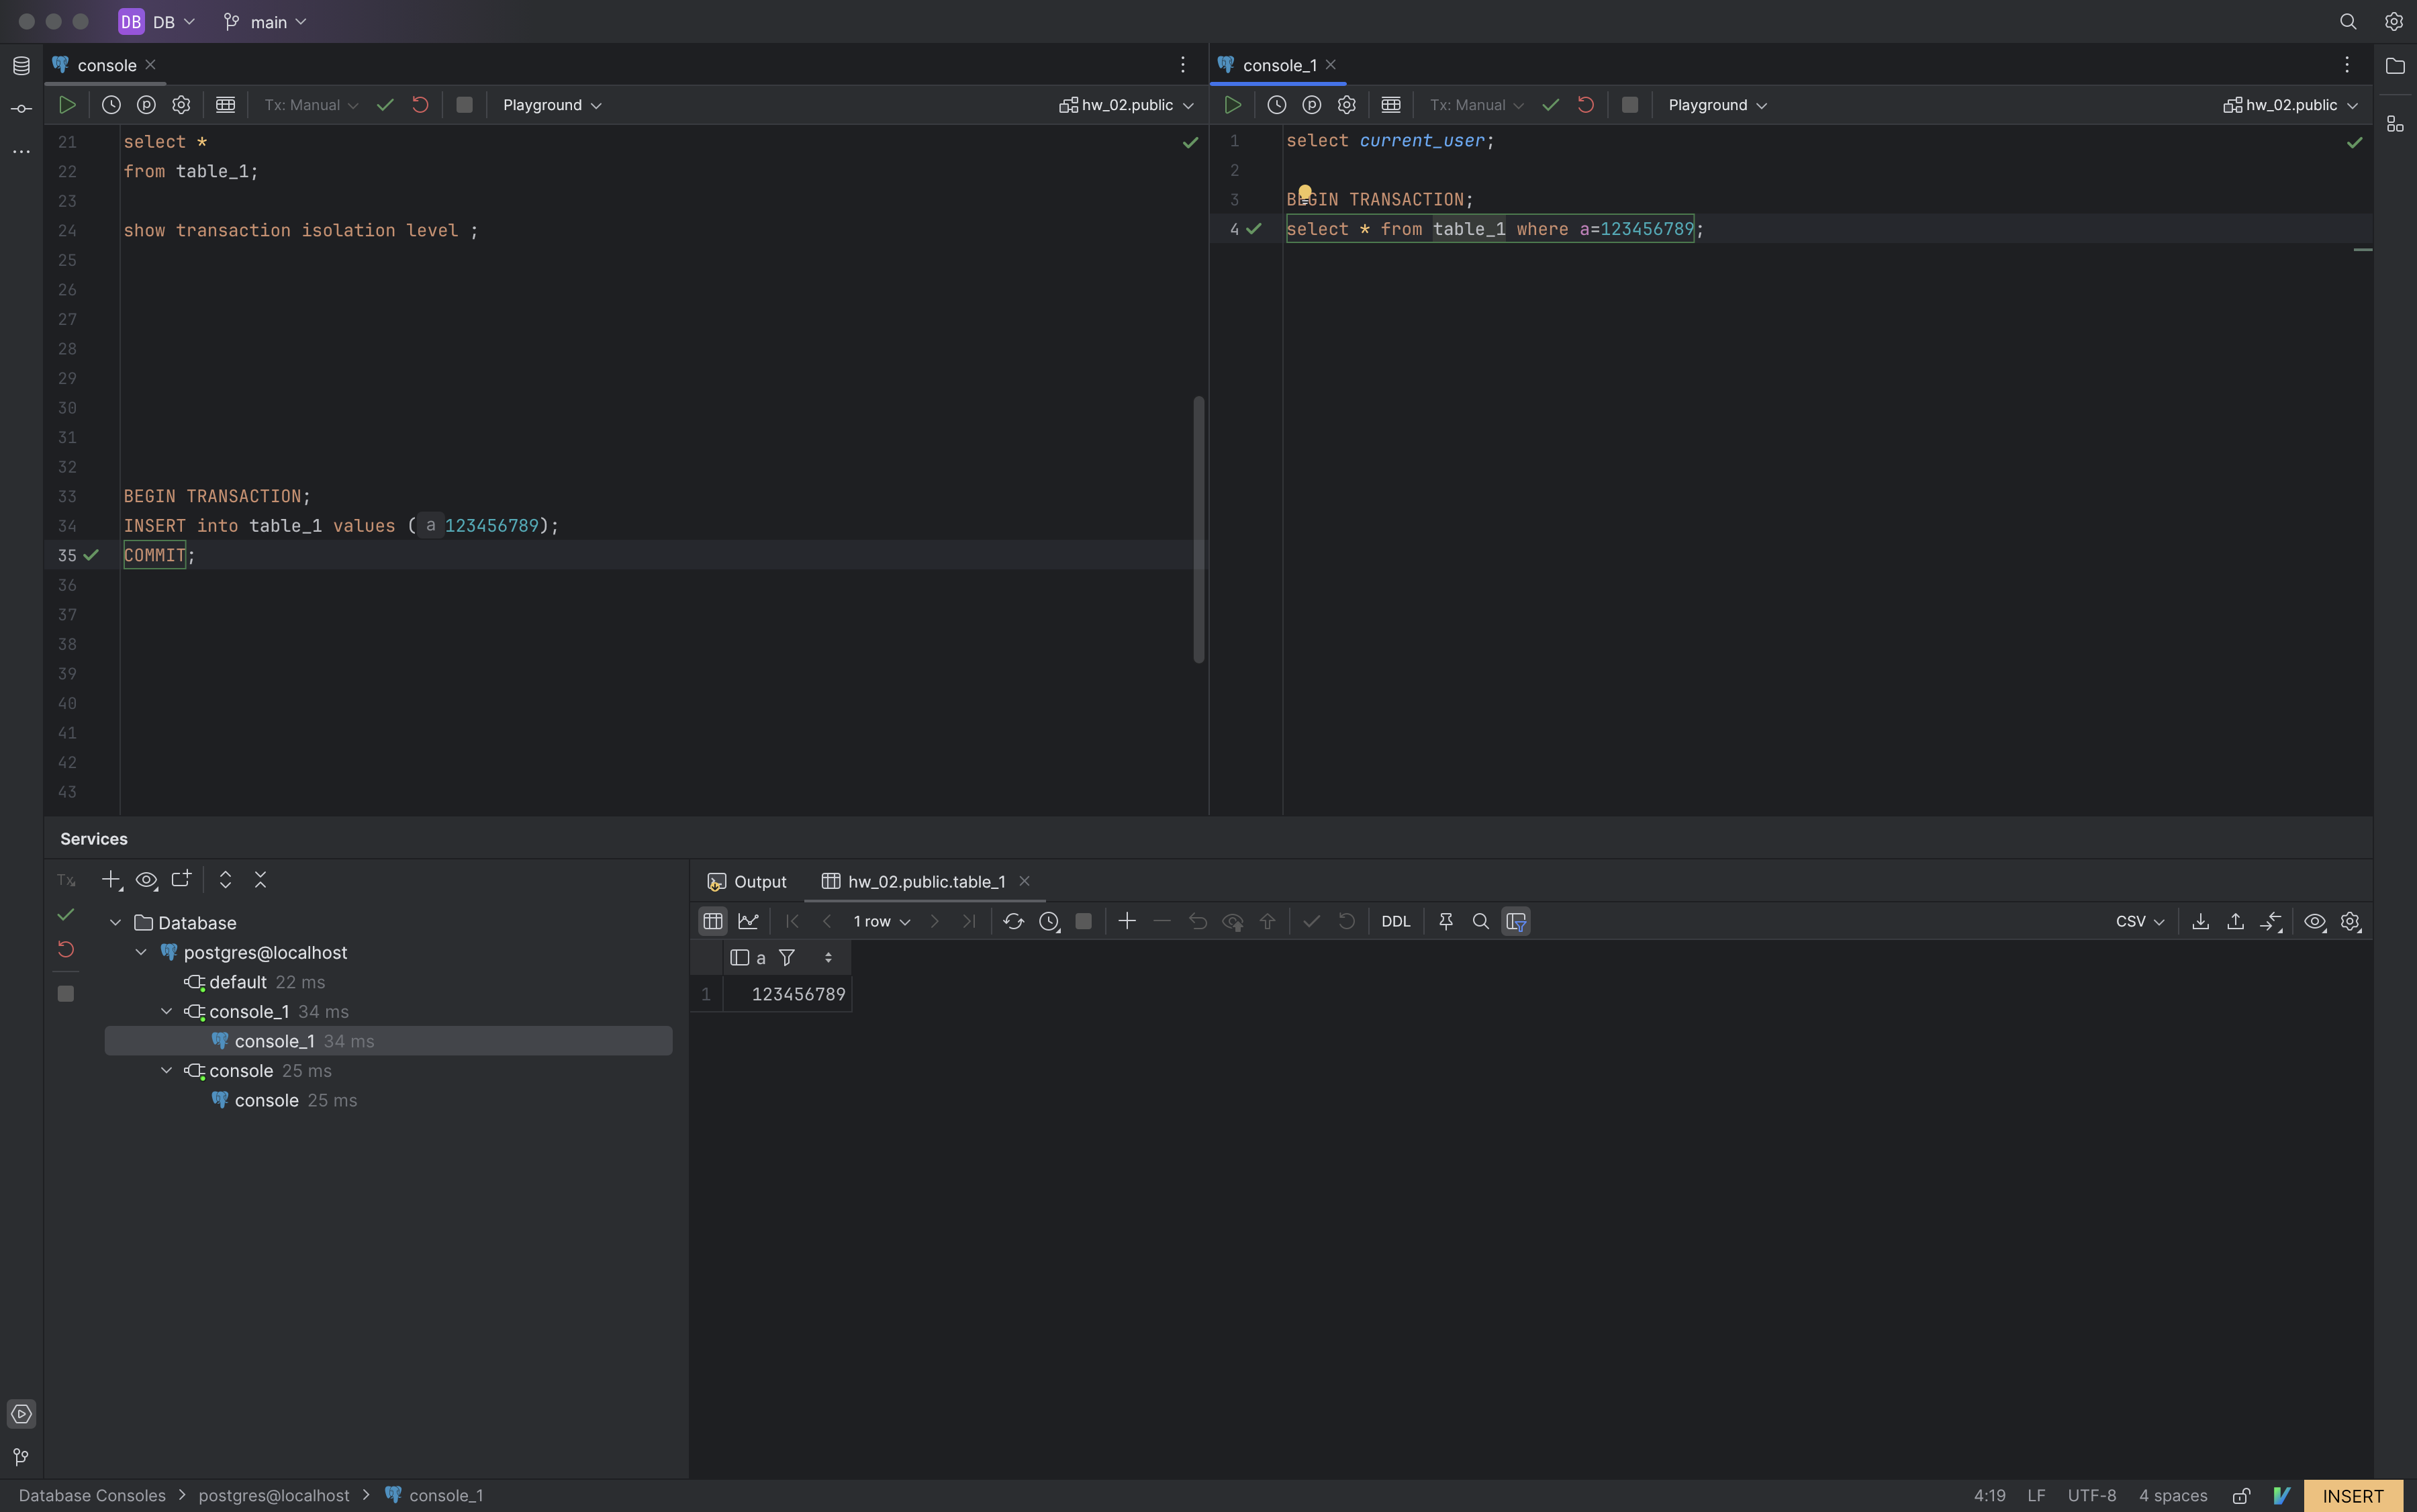 DB DB main
console
Tx: Manual Playground hw_02.public
21 select *
22 from table_1;
23
24 show transaction isolation level ;
25
26
27
28
29
30
31
32
33 BEGIN TRANSACTION;
34 INSERT into table_1 values ( a 123456789);
35 COMMIT;
36
37
38
39
40
41
42
43
console_1
Tx: Manual Playground hw_02.public
1 select current_user;
2
3 BEGIN TRANSACTION;
4 select * from table_1 where a=123456789;
Services
Tx
Database
postgres@localhost
default 22 ms
console_1 34 ms
console_1 34 ms
console 25 ms
console 25 ms
Output hw_02.public.table_1
1 row DDL CSV
a
1 123456789
Database Consoles > postgres@localhost > console_1 4:19 LF UTF-8 4 spaces INSERT